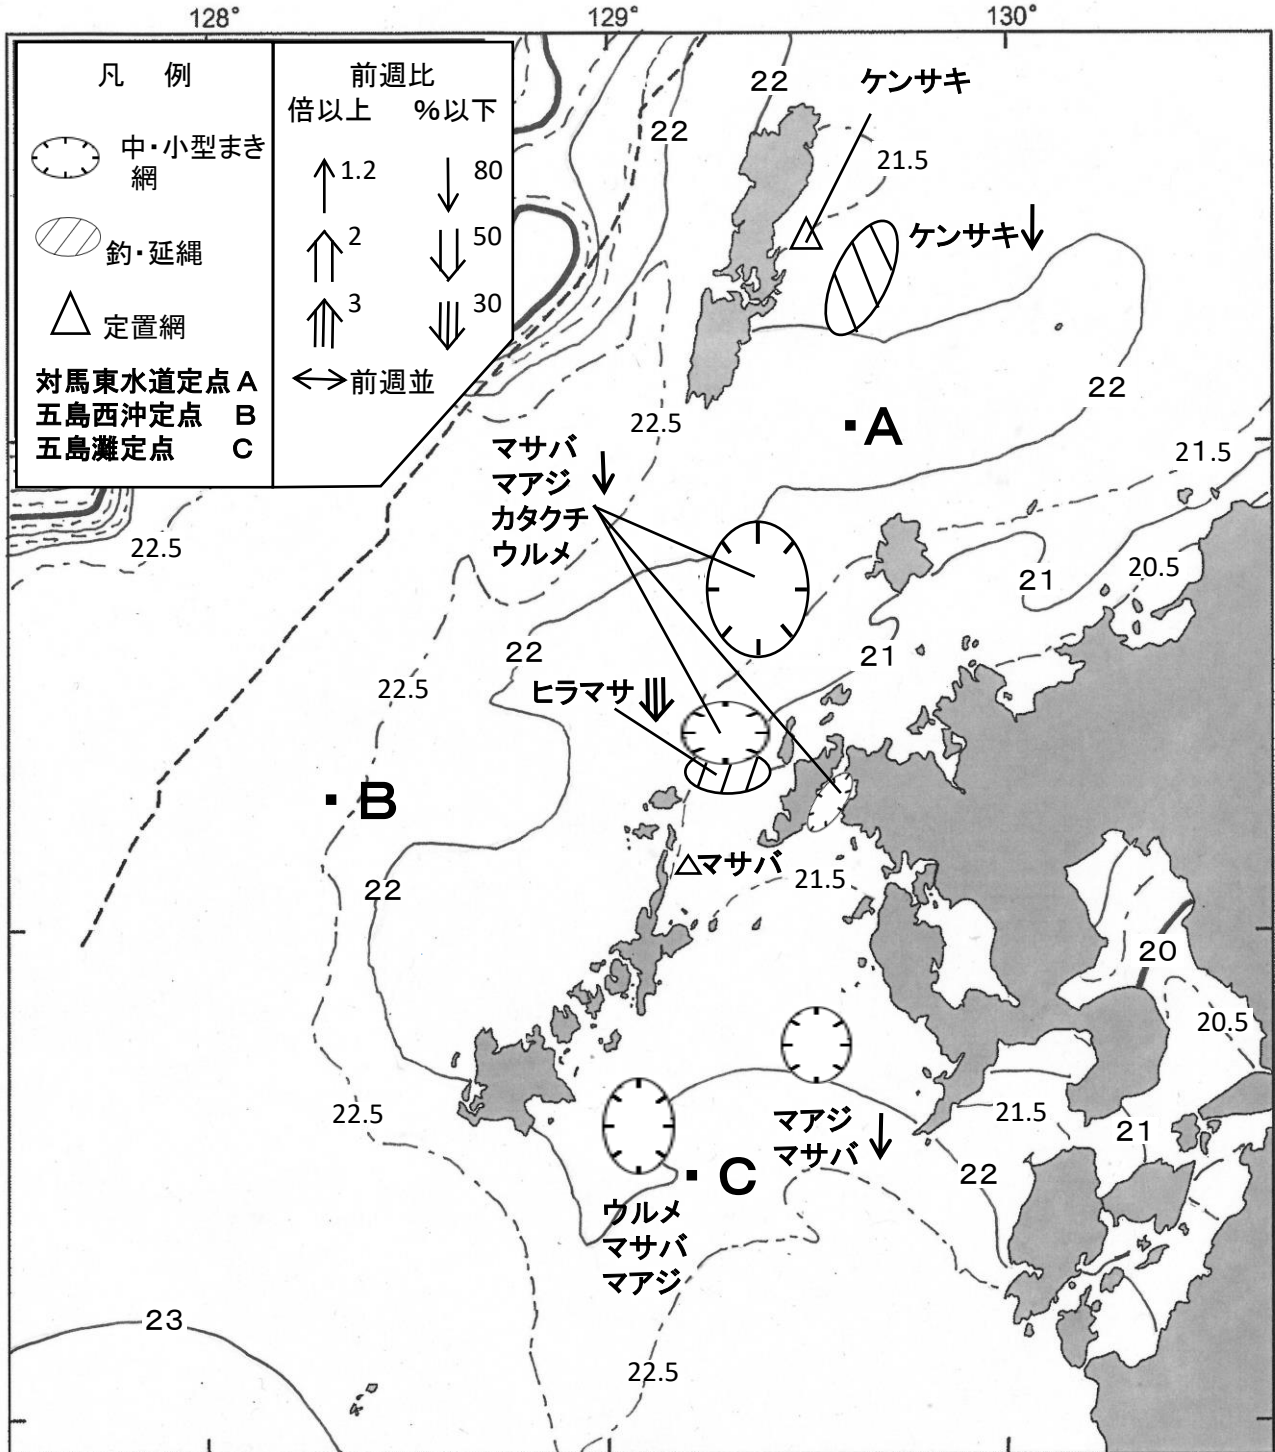 128°
129°
130°
凡 例
中・小型まき
網
釣・延縄
定置網
対馬東水道定点 A
五島西沖定点 B
五島灘定点 C
前週比
倍以上 %以下
1.2 80
2 50
3 30
前週並
22
ケンサキ
22
21.5
ケンサキ
22
22.5
A
21.5
マサバ
マアジ
カタクチ
ウルメ
22.5
20.5
21
22
21
22.5
ヒラマサ
B
マサバ
21.5
22
20
20.5
22.5
21.5
マアジ
マサバ
21
22
C
ウルメ
マサバ
マアジ
23
22.5